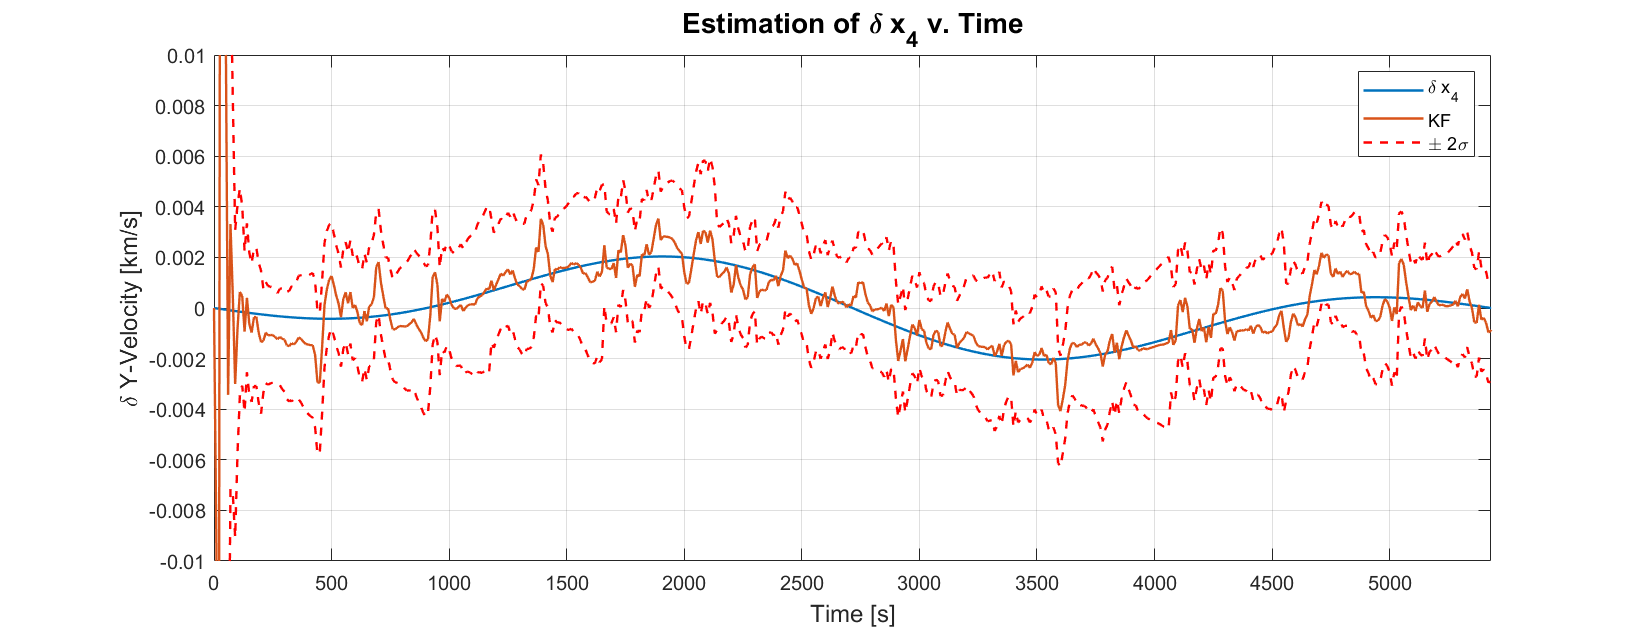 Estimation of δ x4 v. Time
δ Y-Velocity [km/s]
0.01
0.008
0.006
0.004
0.002
0
-0.002
-0.004
-0.006
-0.008
-0.01
0 500 1000 1500 2000 2500 3000 3500 4000 4500 5000
Time [s]
δ x4
KF
± 2σ